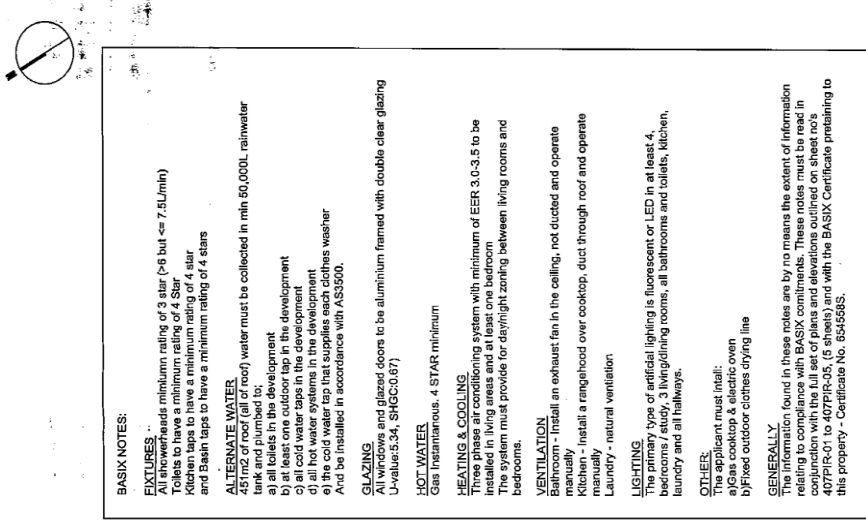 BASIX NOTES:
FIXTURES
All showerheads minimum rating of 3 star (>6 but <= 7.5L/min)
Toilets to have a minimum rating of 4 Star
Kitchen taps to have a minimum rating of 4 star
and Basin taps to have a minimum rating of 4 stars
ALTERNATE WATER
451m2 of roof (all of roof) water must be collected in min 50,000L rainwater
tank and plumbed to;
a) all toilets in the development
b) at least one outdoor tap in the development
c) all cold water taps in the development
d) all hot water systems in the development
e) the cold water tap that supplies each clothes washer
And be installed in accordance with AS3500.
GLAZING
All windows and glazed doors to be aluminium framed with double clear glazing
U-value:5.34, SHGC:0.67)
HOT WATER
Gas Instantanous. 4 STAR minimum
HEATING & COOLING
Three phase air conditioning system with minimum of EER 3.0-3.5 to be
installed in living areas and at least one bedroom
The system must provide for day/night zoning between living rooms and
bedrooms.
VENTILATION
Bathroom - Install an exhaust fan in the ceiling, not ducted and operate
manually
Kitchen - Install a rangehood over cooktop, duct through roof and operate
manually
Laundry - natural ventilation
LIGHTING
The primary type of artificial lighting is fluorescent or LED in at least 4,
bedrooms / study, 3 living/dining rooms, all bathrooms and toilets, kitchen,
laundry and all hallways.
OTHER:
The applicant must intall:
a)Gas cooktop & electric oven
b)Fixed outdoor clothes drying line
GENERALLY
The information found in these notes are by no means the extent of information
relating to compliance with BASIX comitments. These notes must be read in
conjunction with the full set of plans and elevations outlined on sheet no's
407PIR-01 to 407PIR-05, (5 sheets) and with the BASIX Certificate pretaining to
this property - Certificate No. 654558S.